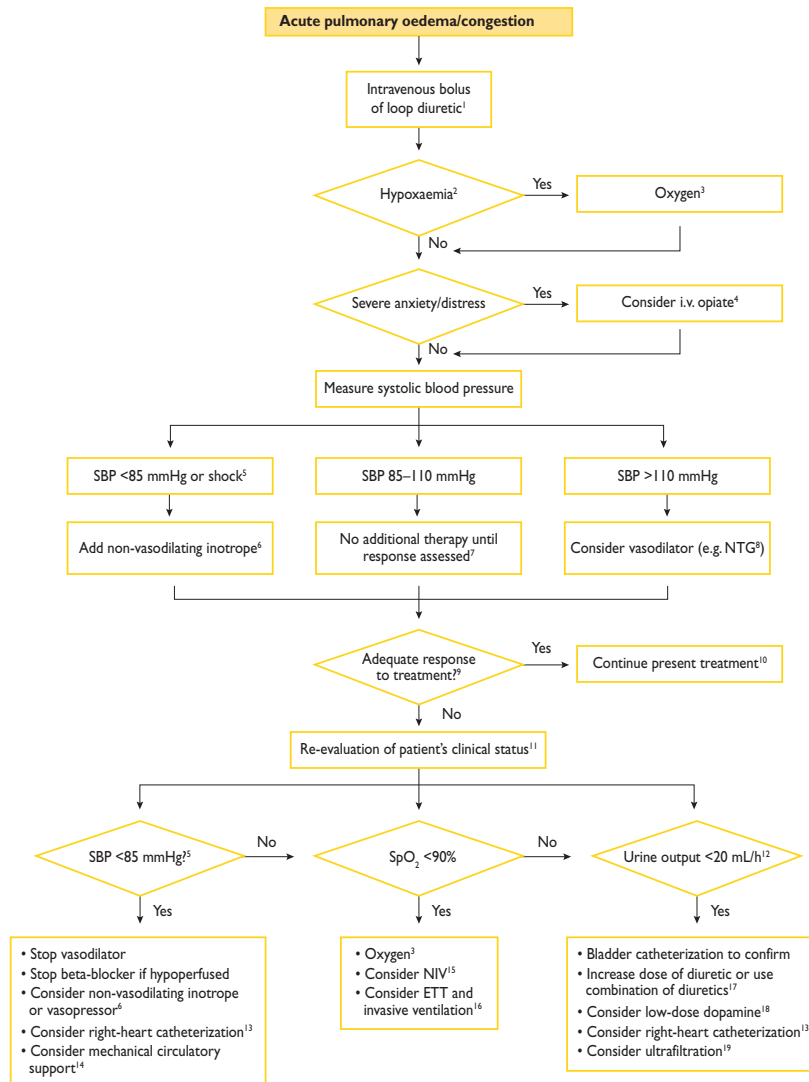 Acute pulmonary oedema/congestion
Intravenous bolus
of loop diuretic¹
Hypoxaemia²
Yes
Oxygen³
No
Severe anxiety/distress
Yes
Consider i.v. opiate⁴
No
Measure systolic blood pressure
SBP <85 mmHg or shock⁵
SBP 85–110 mmHg
SBP >110 mmHg
Add non-vasodilating inotrope⁶
No additional therapy until
response assessed⁷
Consider vasodilator (e.g. NTG⁸)
Adequate response
to treatment?⁹
Yes
Continue present treatment¹⁰
No
Re-evaluation of patient’s clinical status¹¹
SBP <85 mmHg?⁵
No
SpO₂ <90%
No
Urine output <20 mL/h¹²
Yes
Yes
Yes
• Stop vasodilator
• Stop beta-blocker if hypoperfused
• Consider non-vasodilating inotrope
or vasopressor⁶
• Consider right-heart catheterization¹³
• Consider mechanical circulatory
support¹⁴
• Oxygen³
• Consider NIV¹⁵
• Consider ETT and
invasive ventilation¹⁶
• Bladder catheterization to confirm
• Increase dose of diuretic or use
combination of diuretics¹⁷
• Consider low-dose dopamine¹⁸
• Consider right-heart catheterization¹³
• Consider ultrafiltration¹⁹